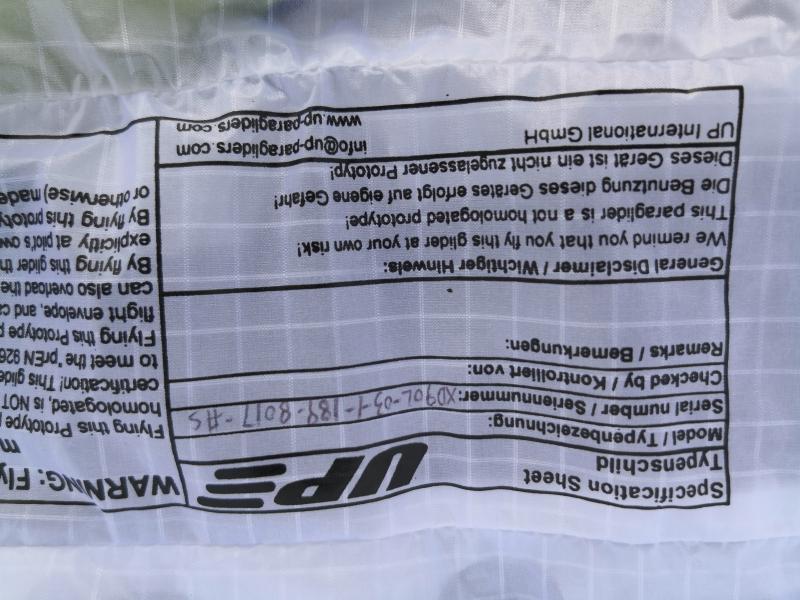 Specification Sheet
Typenschild
UP
Model / Typenbezeichnung:
Serial number / Seriennummer: XD90L-03-1-184-8017-AS
Checked by / Kontrolliert von:
Remarks / Bemerkungen:
General Disclaimer / Wichtiger Hinweis:
We remind you that you fly this glider at your own risk!
This paraglider is a not homologated prototype!
Die Benutzung dieses Gerätes erfolgt auf eigene Gefahr!
Dieses Gerät ist ein nicht zugelassener Prototyp!
UP International GmbH
info@up-paragliders.com
www.up-paragliders.com
WARNING: Fly
m
Flying this Prototype
homologated, is NOT
certification! This glide
to meet the "prEN 926
Flying this Prototype p
flight envelope, and ca
can also overload the
By flying this glider th
explicitly at pilot's own
By flying this prototy
or otherwise) made